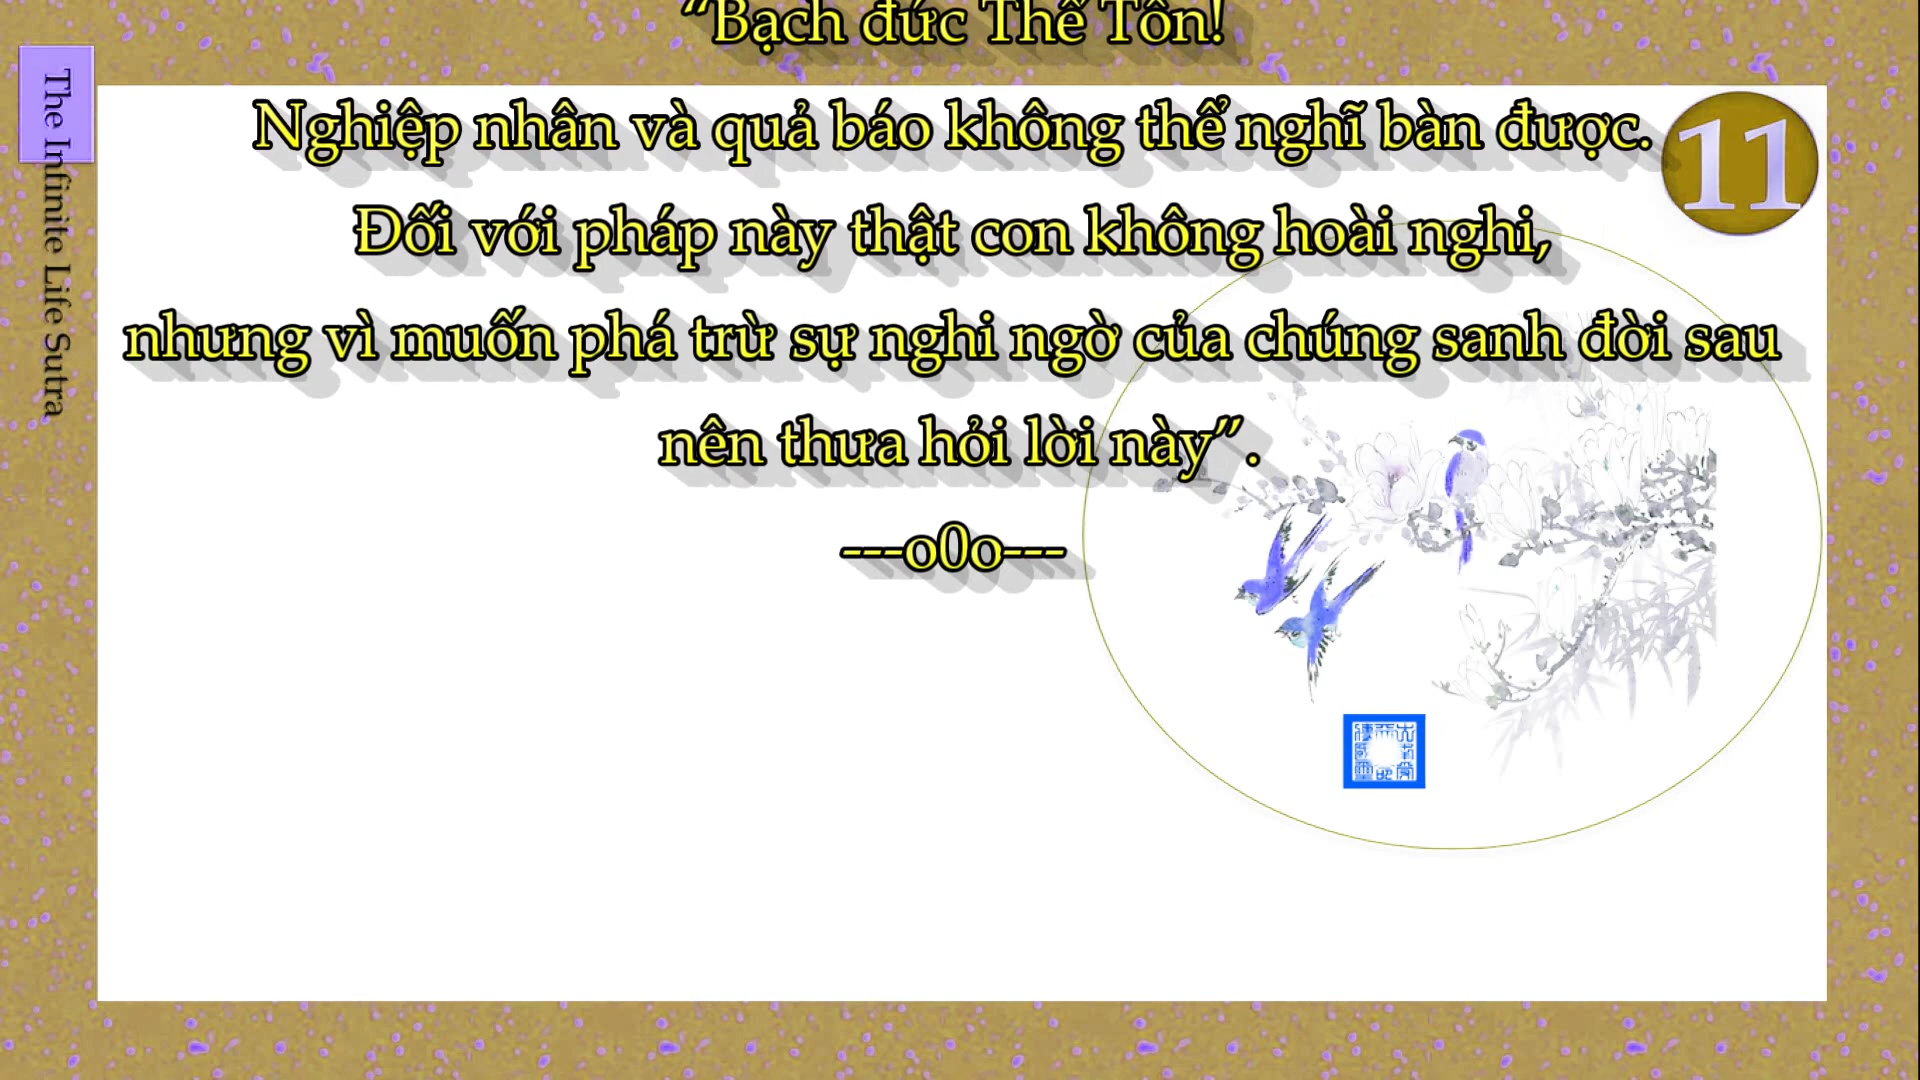 “Bạch đức Thế Tôn!
Nghiệp nhân và quả báo không thể nghĩ bàn được.
Đối với pháp này thật con không hoài nghi,
nhưng vì muốn phá trừ sự nghi ngờ của chúng sanh đời sau
nên thưa hỏi lời này”.
---o0o---
11
The Infinite Life Sutra